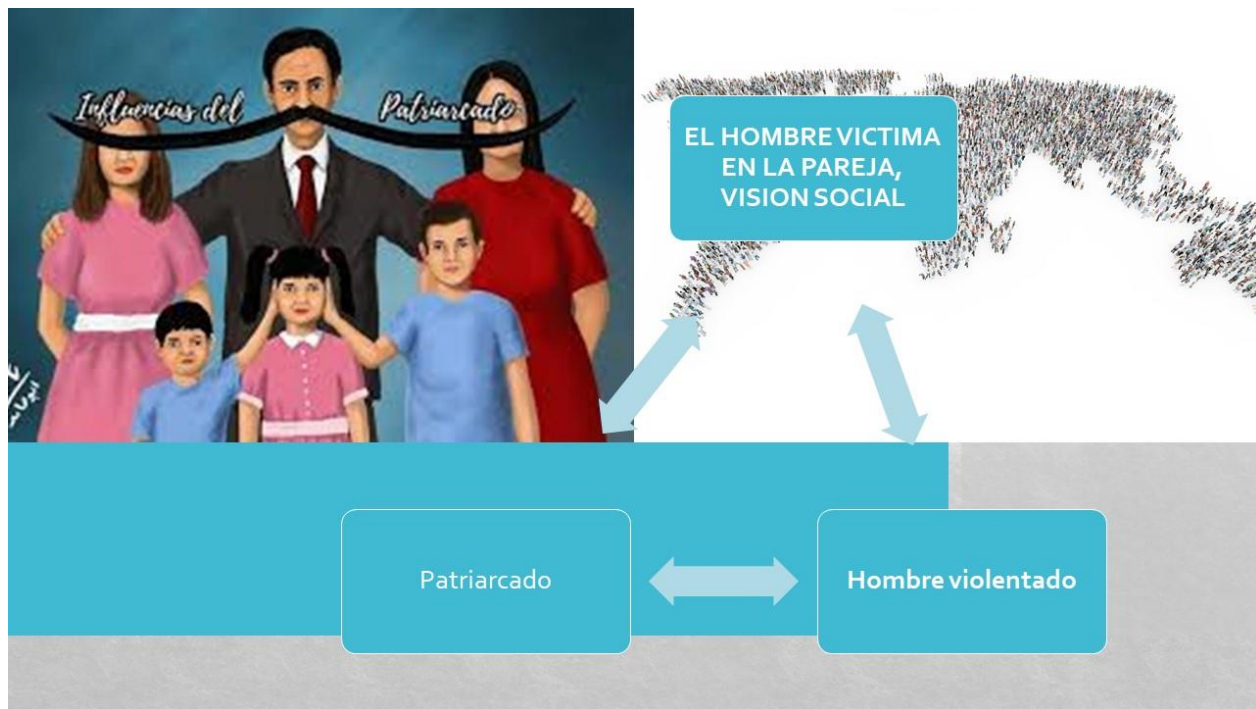 Influencias del Patriarcado
EL HOMBRE VICTIMA
EN LA PAREJA,
VISION SOCIAL
Patriarcado
Hombre violentado